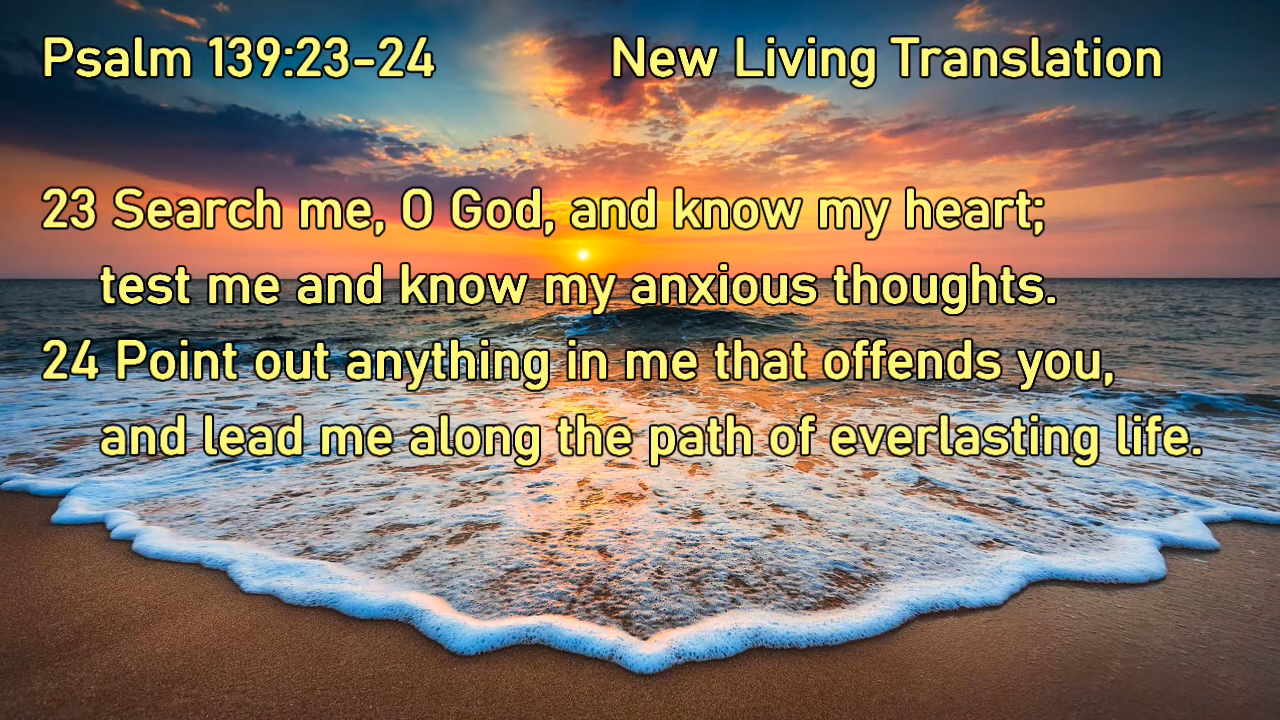 Psalm 139:23-24 New Living Translation
23 Search me, O God, and know my heart;
test me and know my anxious thoughts.
24 Point out anything in me that offends you,
and lead me along the path of everlasting life.